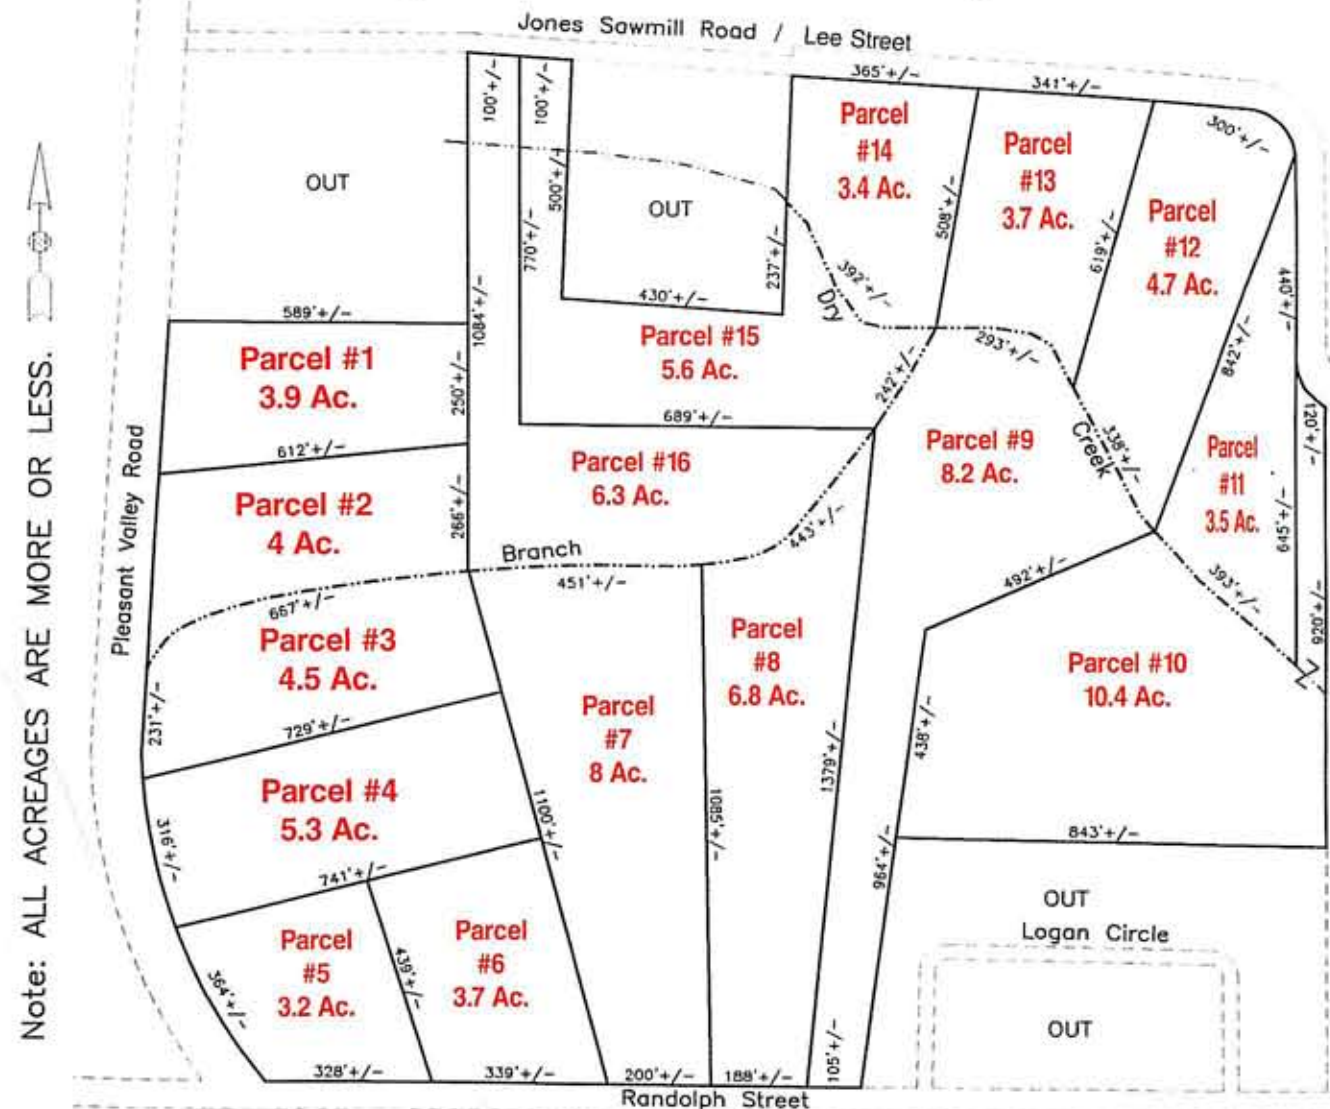 Jones Sawmill Road / Lee Street
365'+/-
341'+/-
300'+/-
100'+/-
100'+/-
Parcel
#14
3.4 Ac.
Parcel
#13
3.7 Ac.
Parcel
#12
4.7 Ac.
OUT
OUT
500'+/-
770'+/-
237'+/-
508'+/-
619'+/-
392'+/-
Dry
430'+/-
440'+/-
589'+/-
1084'+/-
293'+/-
842'+/-
Parcel #1
3.9 Ac.
250'+/-
Parcel #15
5.6 Ac.
242'+/-
689'+/-
120'+/-
612'+/-
Parcel #9
8.2 Ac.
Creek
338'+/-
Parcel
#11
3.5 Ac.
Parcel #16
6.3 Ac.
Parcel #2
4 Ac.
266'+/-
443'+/-
645'+/-
Pleasant Valley Road
Branch
451'+/-
492'+/-
393'+/-
920'+/-
667'+/-
Parcel #3
4.5 Ac.
Parcel
#8
6.8 Ac.
Parcel #10
10.4 Ac.
231'+/-
729'+/-
Parcel
#7
8 Ac.
438'+/-
1379'+/-
Parcel #4
5.3 Ac.
316'+/-
1100'+/-
1085'+/-
843'+/-
741'+/-
964'+/-
OUT
Logan Circle
Parcel
#5
3.2 Ac.
439'+/-
Parcel
#6
3.7 Ac.
364'+/-
OUT
105'+/-
328'+/-
339'+/-
200'+/-
188'+/-
Randolph Street
Note: ALL ACREAGES ARE MORE OR LESS.